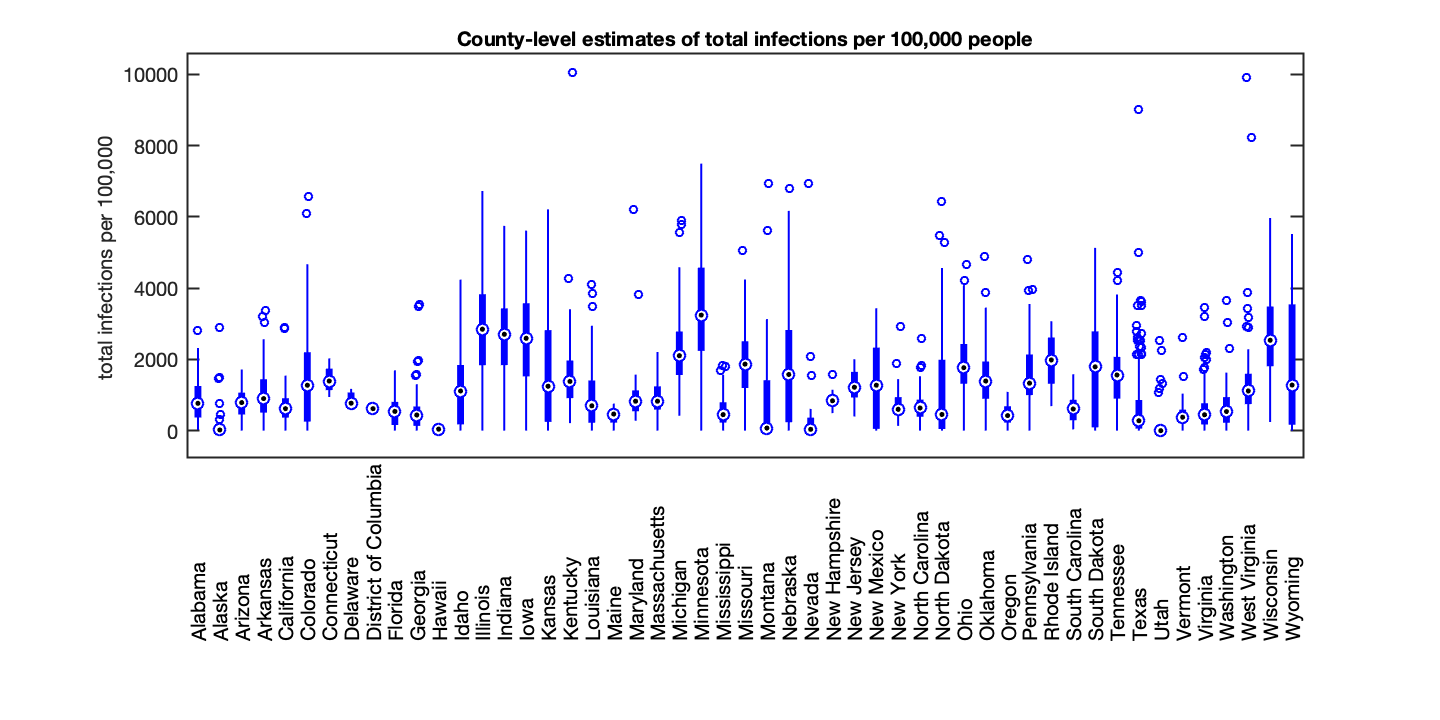 County-level estimates of total infections per 100,000 people
total infections per 100,000
10000
8000
6000
4000
2000
0
Alabama
Alaska
Arizona
Arkansas
California
Colorado
Connecticut
Delaware
District of Columbia
Florida
Georgia
Hawaii
Idaho
Illinois
Indiana
Iowa
Kansas
Kentucky
Louisiana
Maine
Maryland
Massachusetts
Michigan
Minnesota
Mississippi
Missouri
Montana
Nebraska
Nevada
New Hampshire
New Jersey
New Mexico
New York
North Carolina
North Dakota
Ohio
Oklahoma
Oregon
Pennsylvania
Rhode Island
South Carolina
South Dakota
Tennessee
Texas
Utah
Vermont
Virginia
Washington
West Virginia
Wisconsin
Wyoming